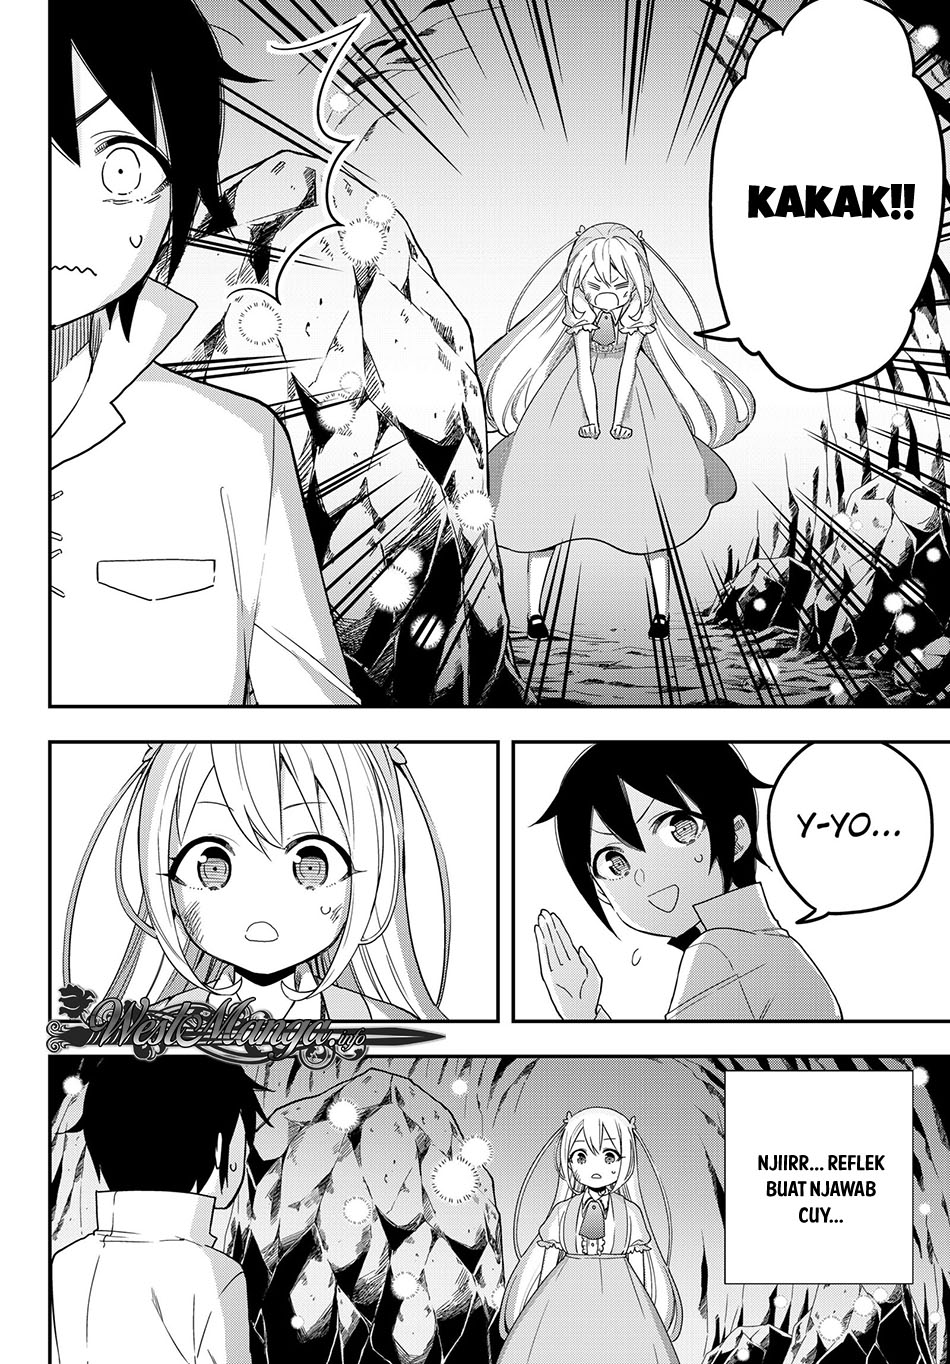 KAKAK!!
Y-YO...
WestManga.info
NJIIRR... REFLEK
BUAT NJAWAB
CUY...